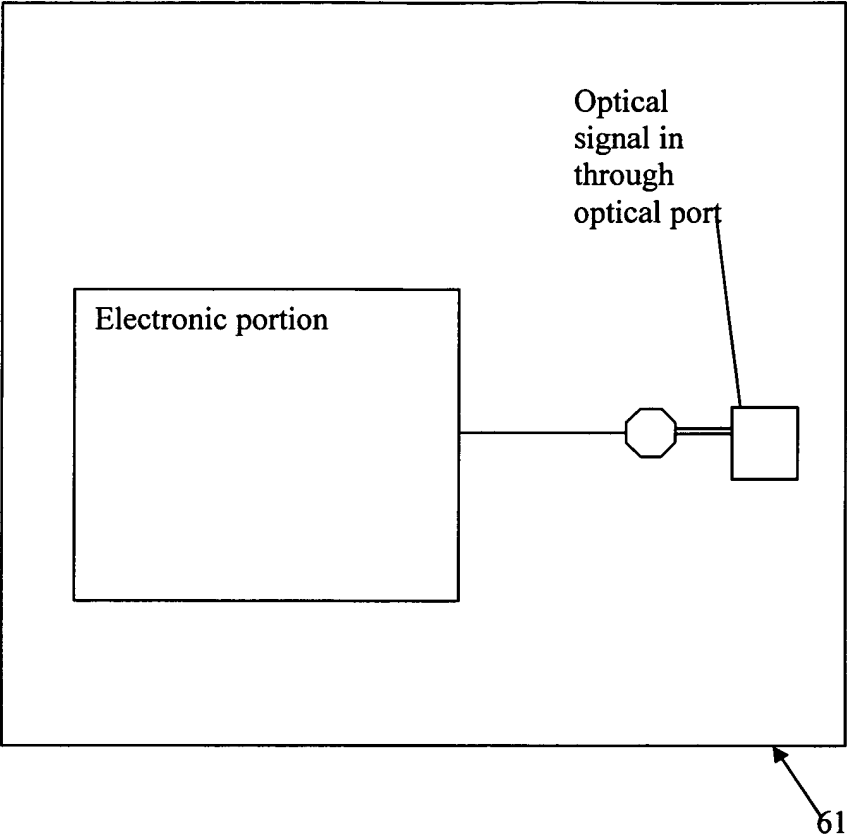 Optical
signal in
through
optical port
Electronic portion
61